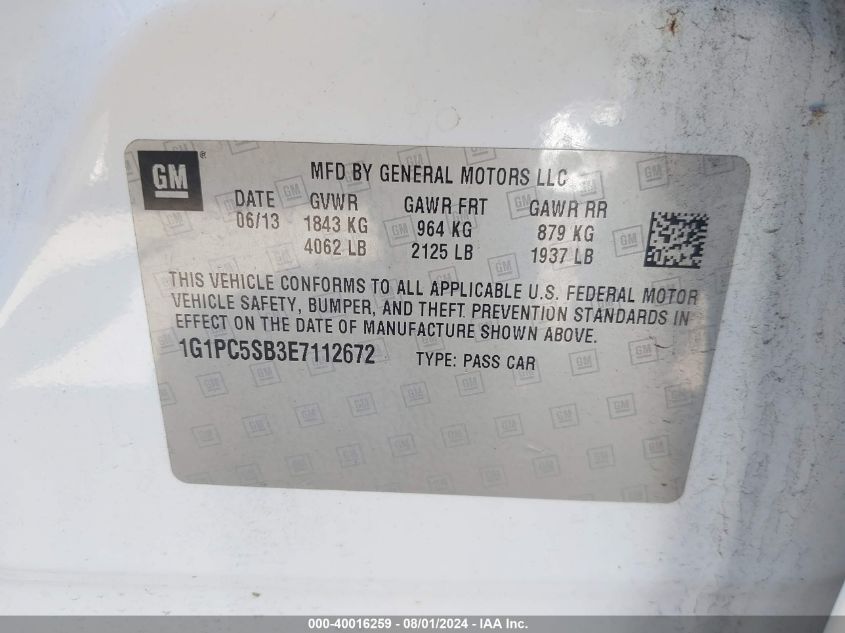 GM
®
MFD BY GENERAL MOTORS LLC
DATE GVWR GAWR FRT GAWR RR
06/13 1843 KG 964 KG 879 KG
4062 LB 2125 LB 1937 LB
THIS VEHICLE CONFORMS TO ALL APPLICABLE U.S. FEDERAL MOTOR
VEHICLE SAFETY, BUMPER, AND THEFT PREVENTION STANDARDS IN
EFFECT ON THE DATE OF MANUFACTURE SHOWN ABOVE.
1G1PC5SB3E7112672 TYPE: PASS CAR
000-40016259 - 08/01/2024 - IAA Inc.